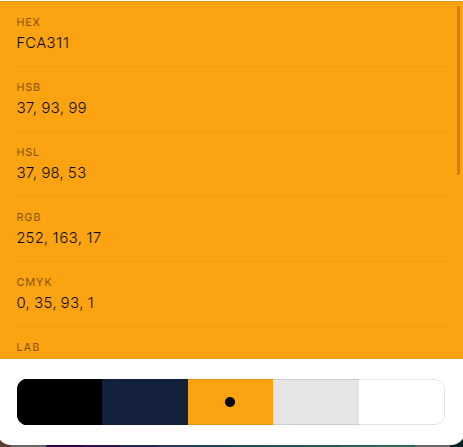 HEX
FCA311
HSB
37, 93, 99
HSL
37, 98, 53
RGB
252, 163, 17
CMYK
0, 35, 93, 1
LAB